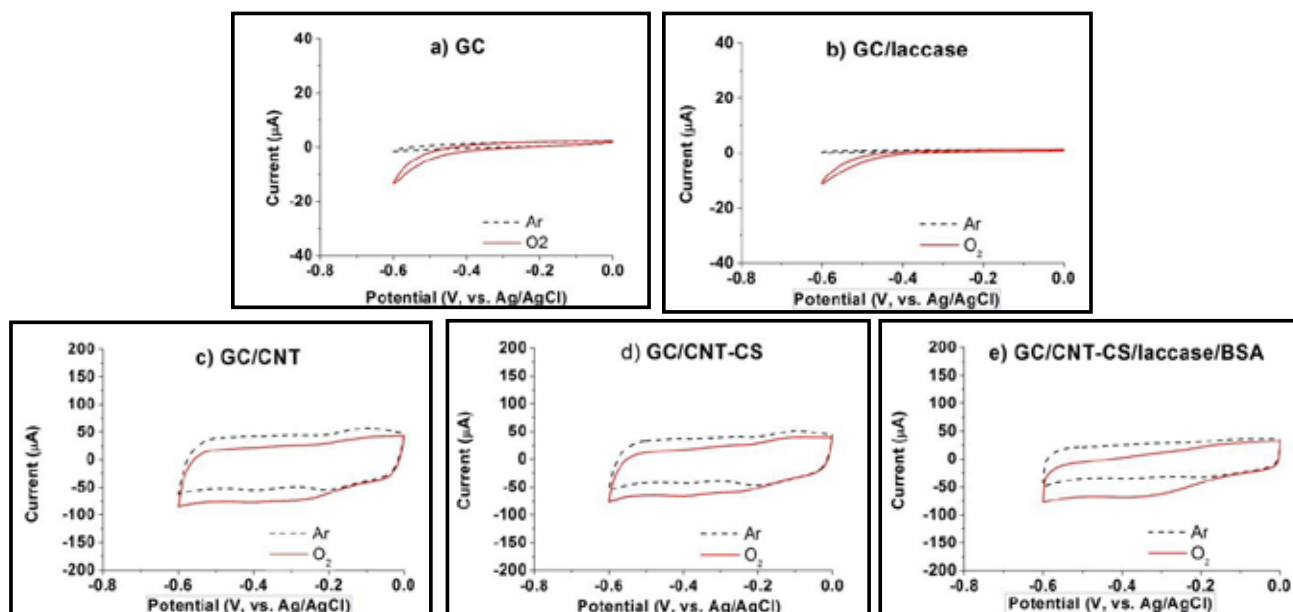 a) GC
40
20
0
-20
-40
Current (µA)
Ar
O2
-0.8 -0.6 -0.4 -0.2 0.0
Potential (V, vs. Ag/AgCl)
b) GC/laccase
40
20
0
-20
-40
Current (µA)
Ar
O₂
-0.8 -0.6 -0.4 -0.2 0.0
Potential (V, vs. Ag/AgCl)
c) GC/CNT
200
150
100
50
0
-50
-100
-150
-200
Current (µA)
Ar
O₂
-0.8 -0.6 -0.4 -0.2 0.0
Potential (V, vs. Ag/AgCl)
d) GC/CNT-CS
200
150
100
50
0
-50
-100
-150
-200
Current (µA)
Ar
O₂
-0.8 -0.6 -0.4 -0.2 0.0
Potential (V, vs. Ag/AgCl)
e) GC/CNT-CS/laccase/BSA
200
150
100
50
0
-50
-100
-150
-200
Current (µA)
Ar
O₂
-0.8 -0.6 -0.4 -0.2 0.0
Potential (V, vs. Ag/AgCl)